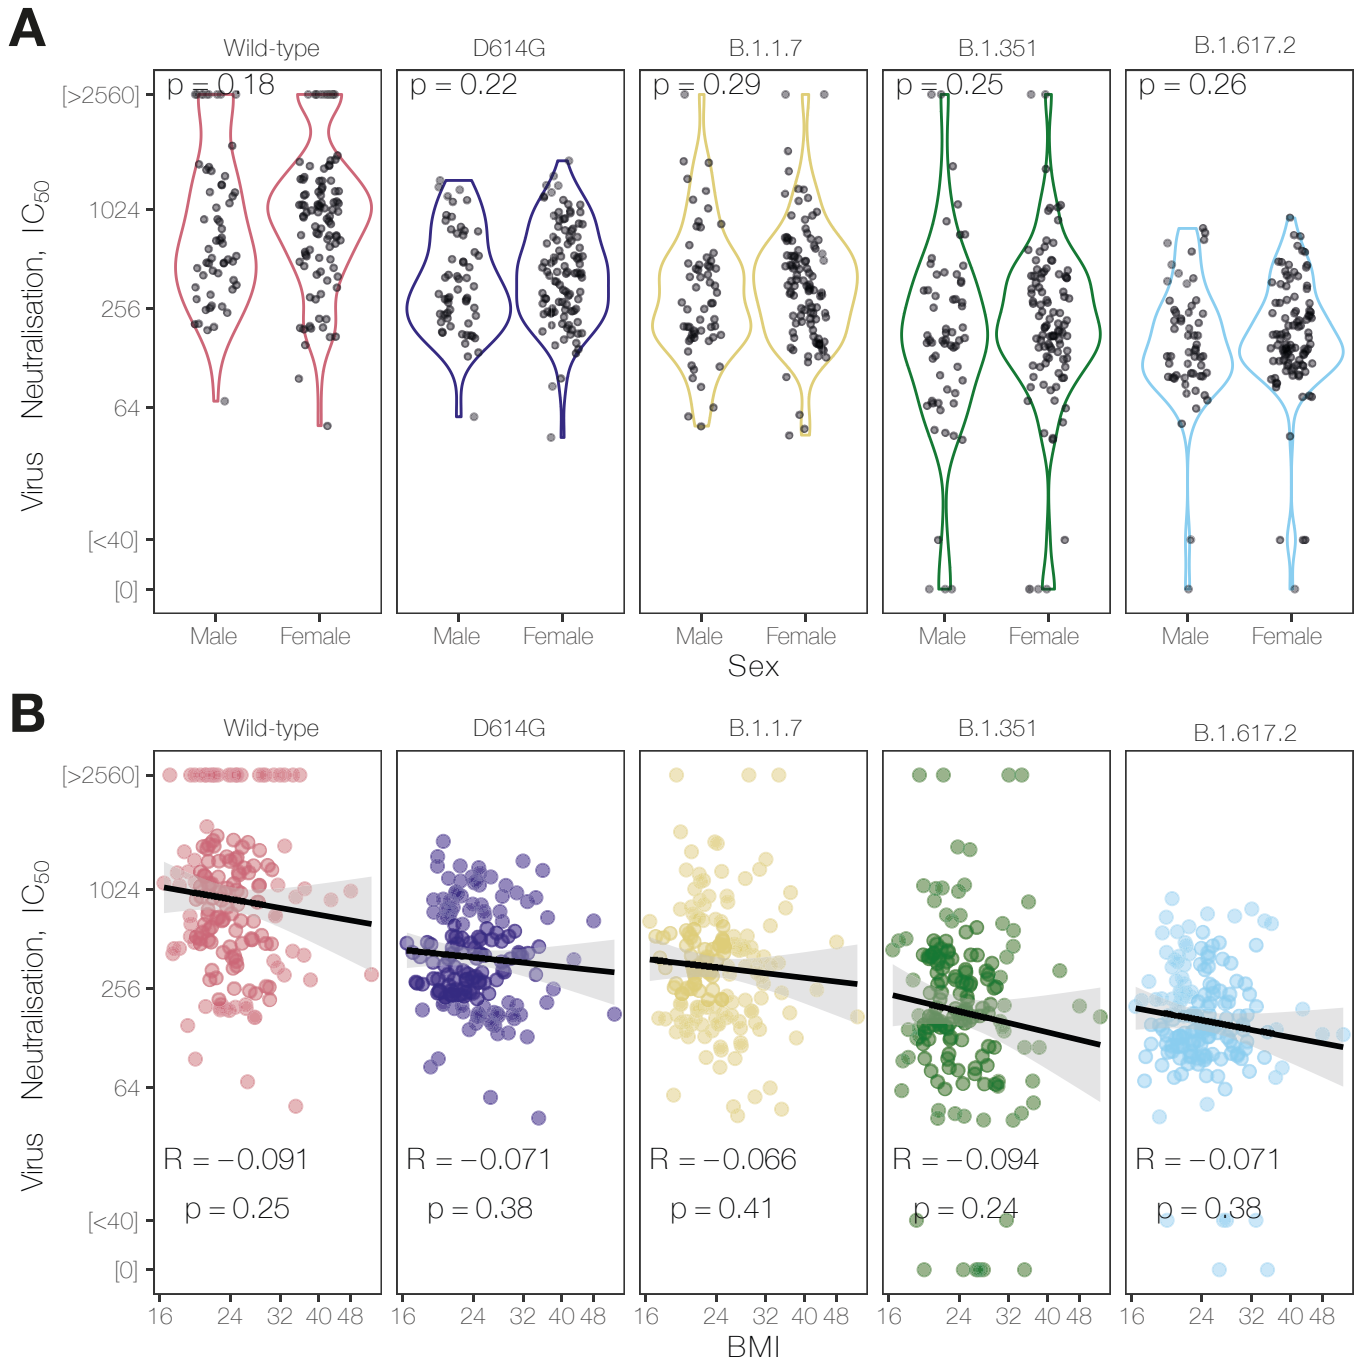 A
Wild-type D614G B.1.1.7 B.1.351 B.1.617.2
p = 0.18 p = 0.22 p = 0.29 p = 0.25 p = 0.26
Virus Neutralisation, IC50
[>2560]
1024
256
64
[<40]
[0]
Male Female Male Female Male Female Male Female Male Female
Sex
B
Wild-type D614G B.1.1.7 B.1.351 B.1.617.2
Virus Neutralisation, IC50
[>2560]
1024
256
64
[<40]
[0]
R = −0.091 R = −0.071 R = −0.066 R = −0.094 R = −0.071
p = 0.25 p = 0.38 p = 0.41 p = 0.24 p = 0.38
16 24 32 40 48 16 24 32 40 48 16 24 32 40 48 16 24 32 40 48 16 24 32 40 48
BMI